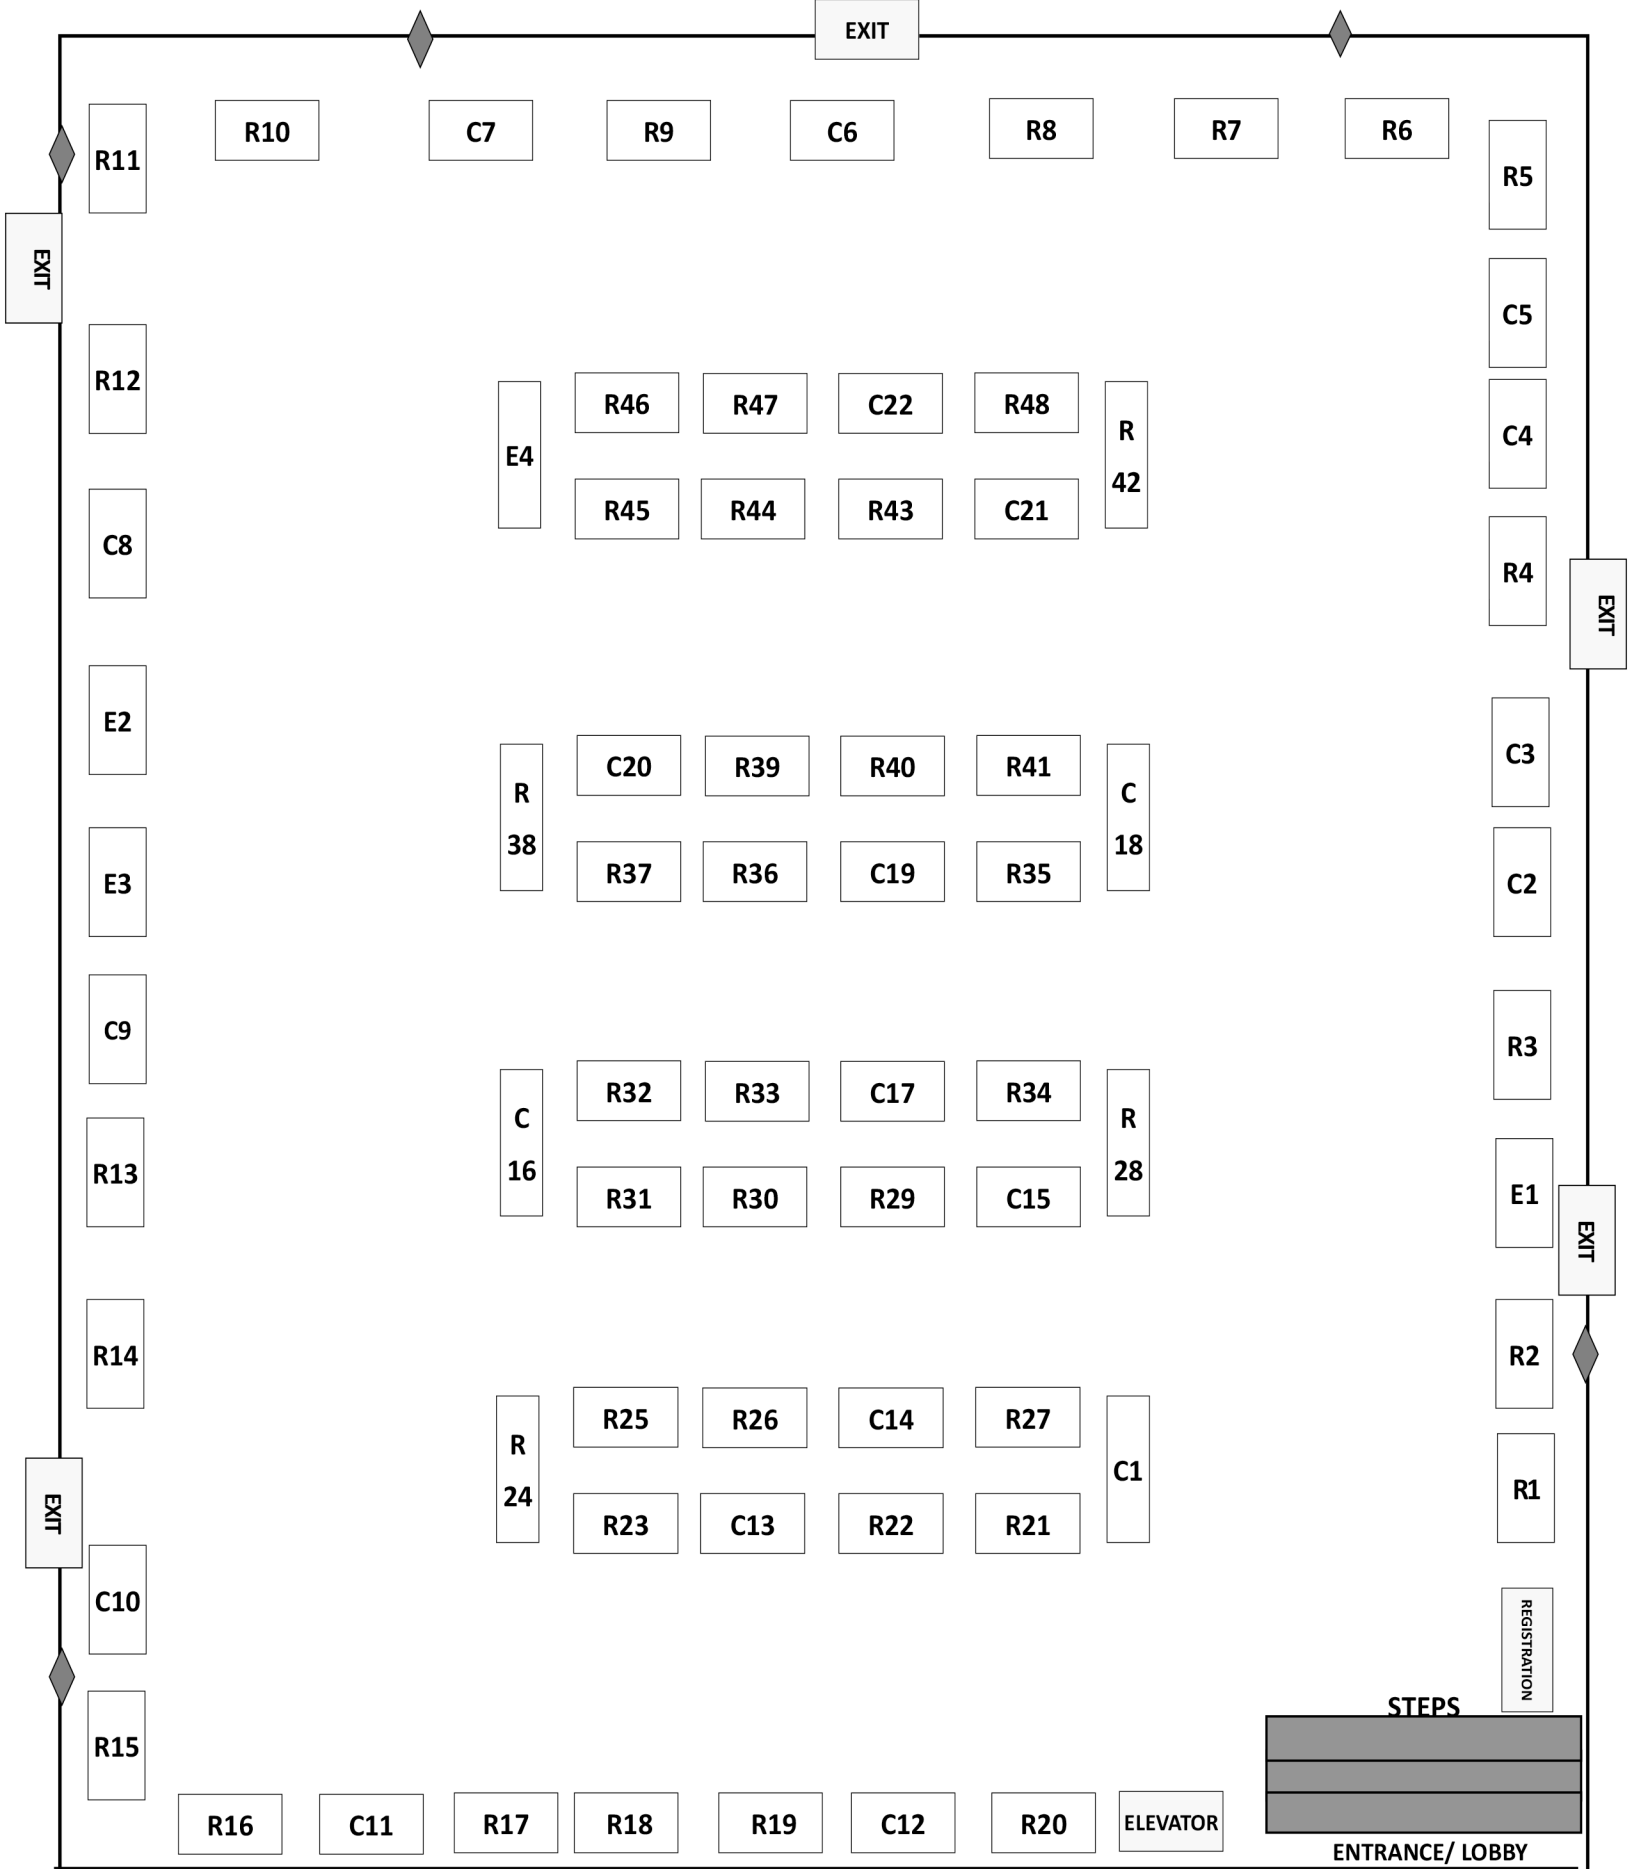 EXIT
R10
C7
R9
C6
R8
R7
R6
R11
R5
EXIT
C5
R12
R46
R47
C22
R48
R
42
C4
E4
R45
R44
R43
C21
C8
R4
EXIT
E2
C3
R
38
C20
R39
R40
R41
C
18
R37
R36
C19
R35
E3
C2
C9
R3
C
16
R32
R33
C17
R34
R
28
R31
R30
R29
C15
R13
E1
EXIT
R14
R2
R
24
R25
R26
C14
R27
C1
R23
C13
R22
R21
R1
EXIT
C10
REGISTRATION
STEPS
R15
R16
C11
R17
R18
R19
C12
R20
ELEVATOR
ENTRANCE/ LOBBY